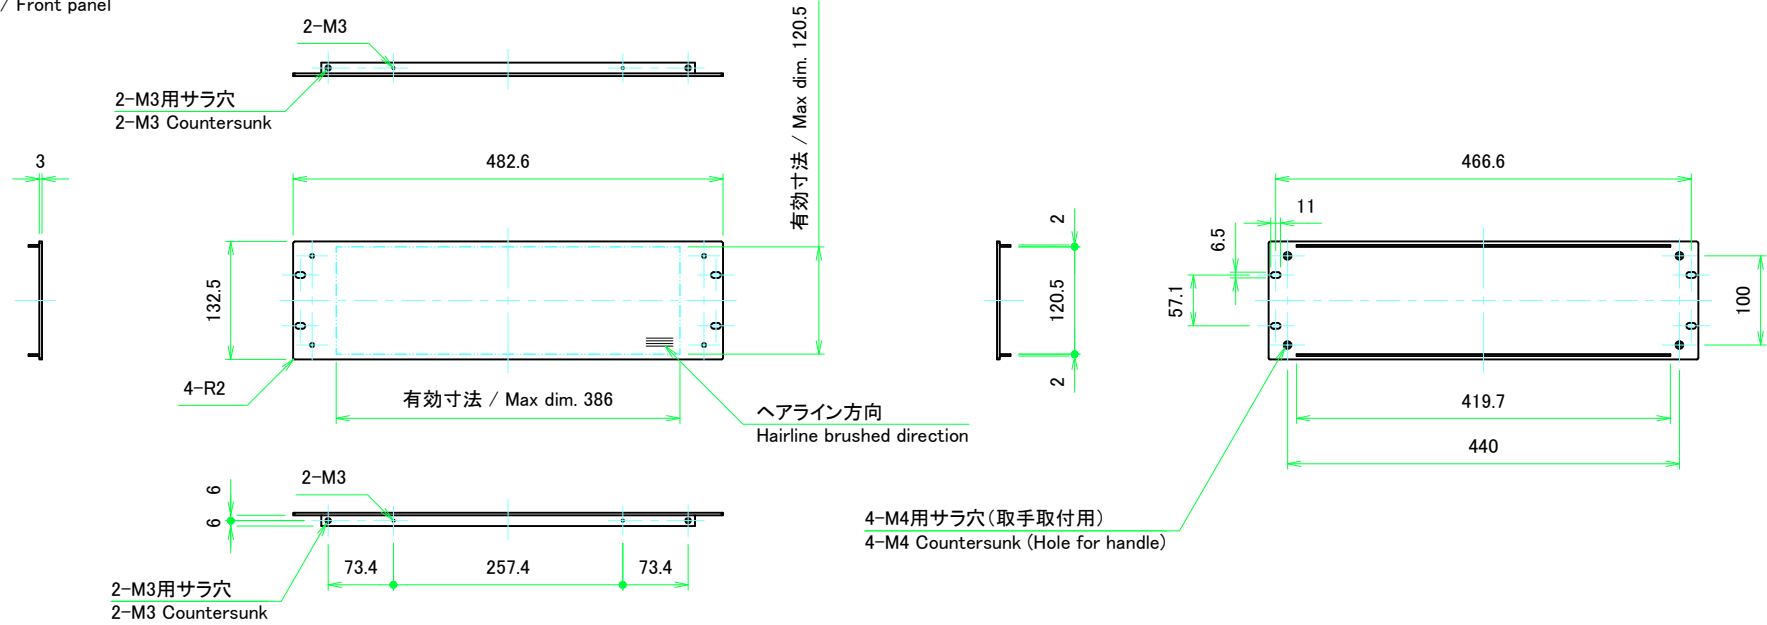 / Front panel
2-M3
2-M3用サラ穴
2-M3 Countersunk
有効寸法 / Max dim. 120.5
3
482.6
132.5
4-R2
有効寸法 / Max dim. 386
ヘアライン方向
Hairline brushed direction
2
120.5
2
466.6
11
6.5
57.1
100
419.7
440
4-M4用サラ穴(取手取付用)
4-M4 Countersunk (Hole for handle)
2-M3
6
6
73.4
257.4
73.4
2-M3用サラ穴
2-M3 Countersunk